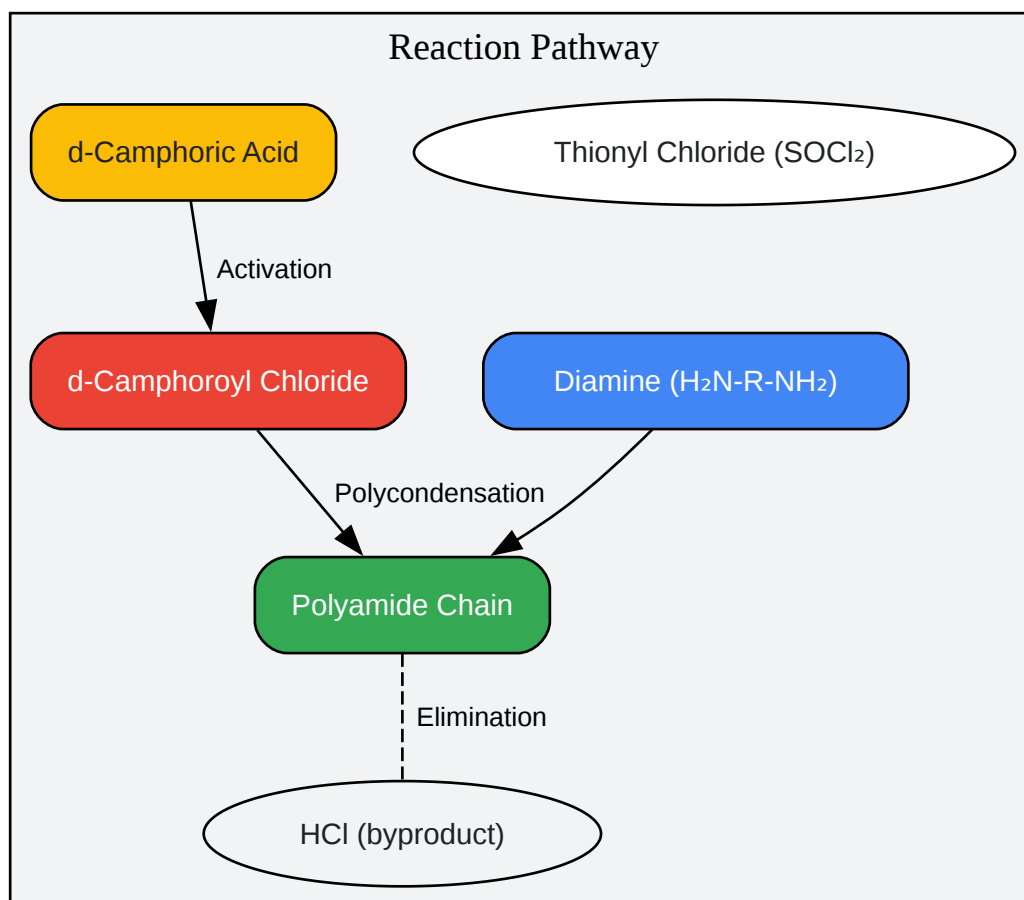 Reaction Pathway
d-Camphoric Acid
Thionyl Chloride (SOCl₂)
Activation
d-Camphoroyl Chloride
Diamine (H₂N-R-NH₂)
Polycondensation
Polyamide Chain
Elimination
HCl (byproduct)